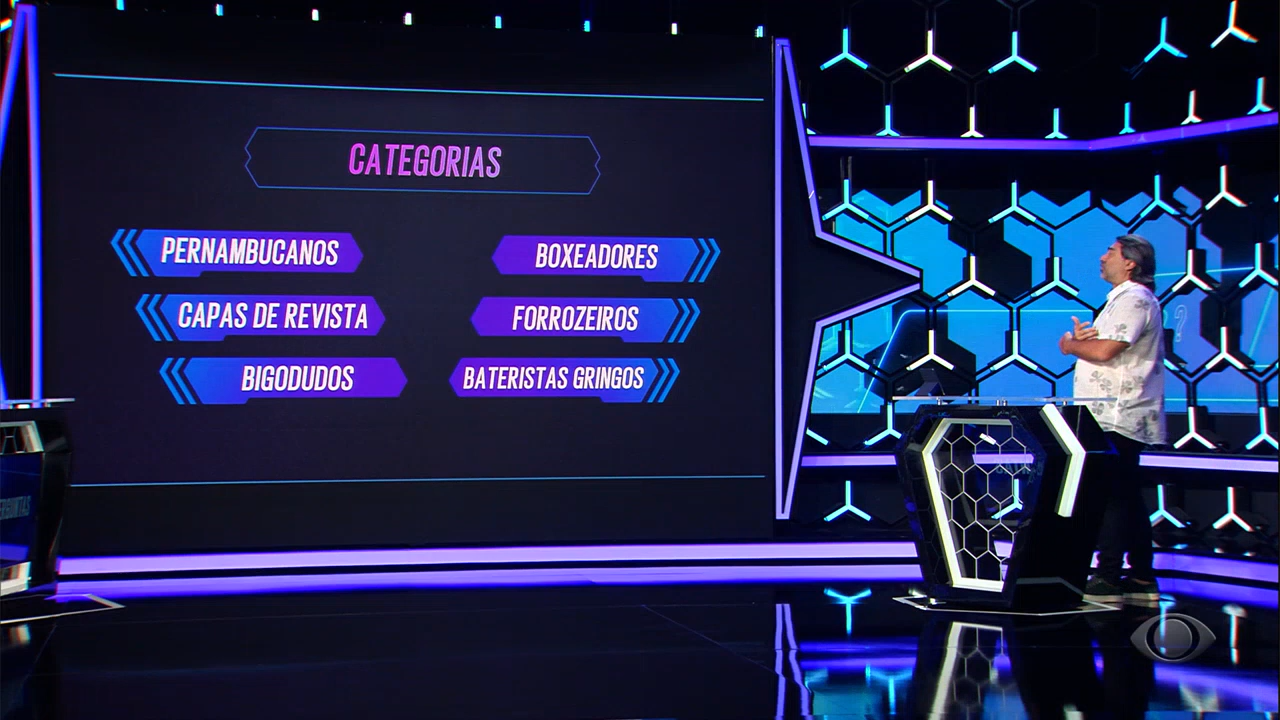 CATEGORIAS
PERNAMBUCANOS
BOXEADORES
CAPAS DE REVISTA
FORROZEIROS
BIGODUDOS
BATERISTAS GRINGOS
?